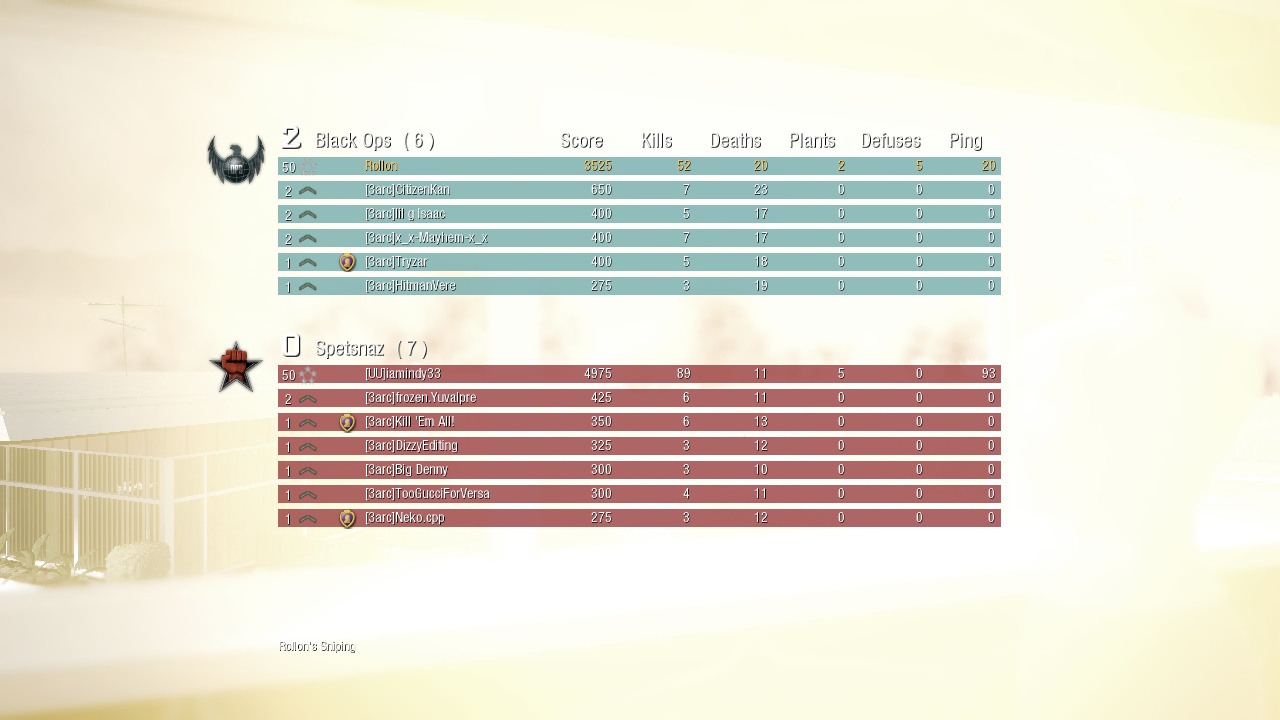 2 Black Ops ( 6 ) Score Kills Deaths Plants Defuses Ping
50 Rollon 3525 52 20 2 5 20
2 [3arc]CitizenKan 650 7 23 0 0 0
2 [3arc]lil g Isaac 400 5 17 0 0 0
2 [3arc]x_x-Mayhem-x_x 400 7 17 0 0 0
1 [3arc]Tryzar 400 5 18 0 0 0
1 [3arc]HitmanVere 275 3 19 0 0 0
0 Spetsnaz ( 7 )
50 [UU]iamindy33 4975 89 11 5 0 93
2 [3arc]frozen.Yuvalpre 425 6 11 0 0 0
1 [3arc]Kill 'Em All! 350 6 13 0 0 0
1 [3arc]DizzyEditing 325 3 12 0 0 0
1 [3arc]Big Denny 300 3 10 0 0 0
1 [3arc]TooGucciForVersa 300 4 11 0 0 0
1 [3arc]Neko.cpp 275 3 12 0 0 0
Rollon's Sniping